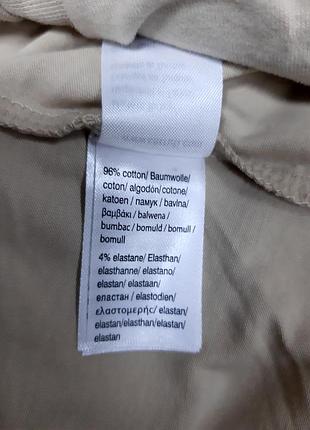 96% cotton/ Baumwolle/
coton/ algodón/cotone/
katoen / памук / bavlna/
βαμβάκι / balwena /
bumbac / bomuld / bomull /
bomull
4% elastane/ Elasthan/
elasthanne/ elastano/
elastan/ elastaan/
еластан / elastodien/
ελαστομερής/ elastan/
elastan/elasthan/elastan/
elastan